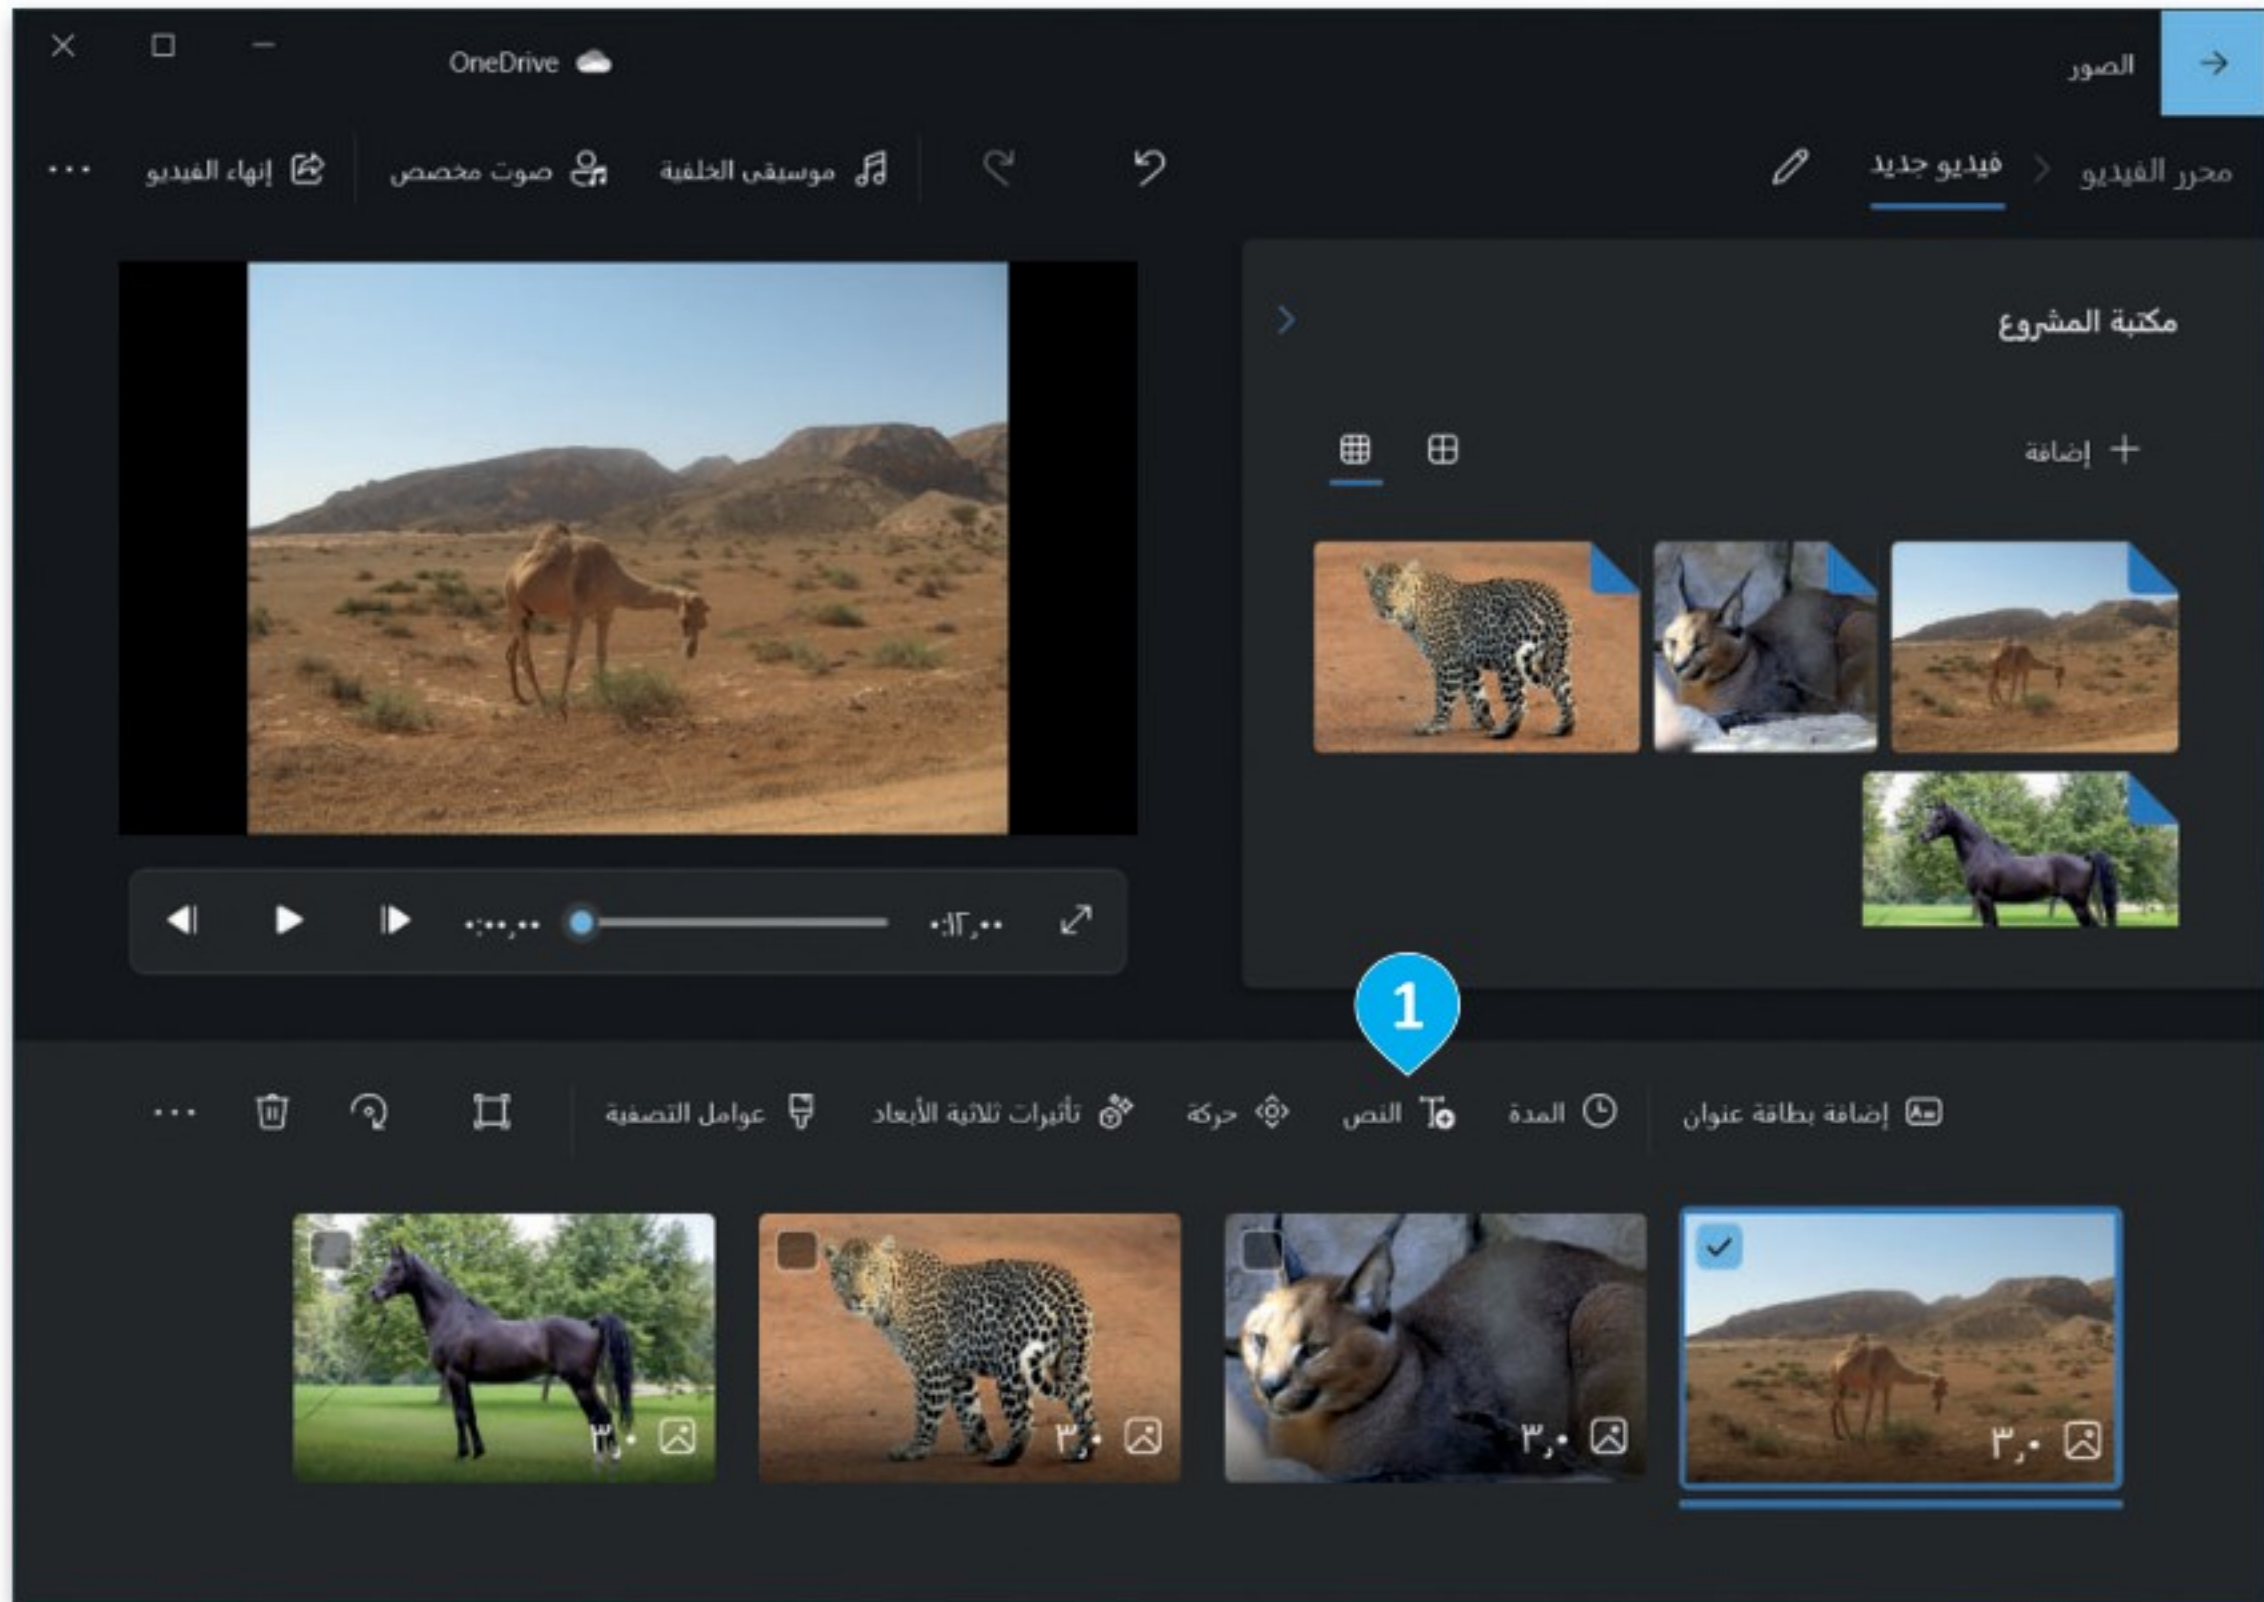 الصور
OneDrive
محرر الفيديو
فيديو جديد
موسيقى الخلفية
صوت مخصص
إنهاء الفيديو
مكتبة المشروع
إضافة
٠:٠٠,٠٠
٠:١٢,٠٠
1
إضافة بطاقة عنوان
المدة
النص
حركة
تأثيرات ثلاثية الأبعاد
عوامل التصفية
٣,٠
٣,٠
٣,٠
٣,٠